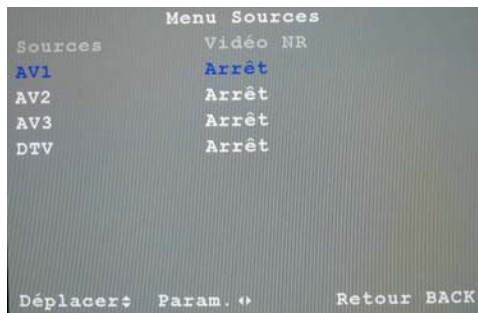 Menu Sources
Sources Vidéo NR
AV1 Arrêt
AV2 Arrêt
AV3 Arrêt
DTV Arrêt
Déplacer Param. Retour BACK